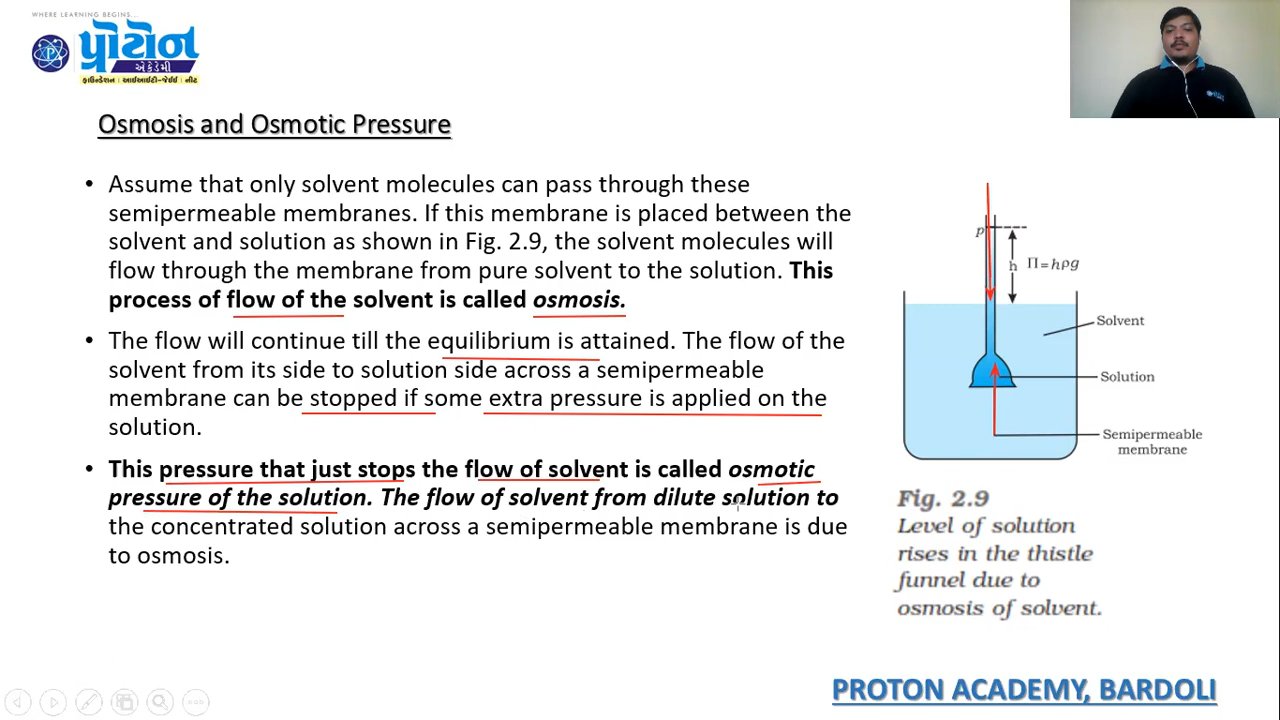 WHERE LEARNING BEGINS...
પ્રોટોન
એકેડેમી
ફાઉન્ડેશન | આઈઆઈટી-જેઈઈ | નીટ
Osmosis and Osmotic Pressure
• Assume that only solvent molecules can pass through these
semipermeable membranes. If this membrane is placed between the
solvent and solution as shown in Fig. 2.9, the solvent molecules will
flow through the membrane from pure solvent to the solution. This
process of flow of the solvent is called osmosis.
• The flow will continue till the equilibrium is attained. The flow of the
solvent from its side to solution side across a semipermeable
membrane can be stopped if some extra pressure is applied on the
solution.
• This pressure that just stops the flow of solvent is called osmotic
pressure of the solution. The flow of solvent from dilute solution to
the concentrated solution across a semipermeable membrane is due
to osmosis.
p
h Π=hρg
Solvent
Solution
Semipermeable
membrane
Fig. 2.9
Level of solution
rises in the thistle
funnel due to
osmosis of solvent.
PROTON ACADEMY, BARDOLI